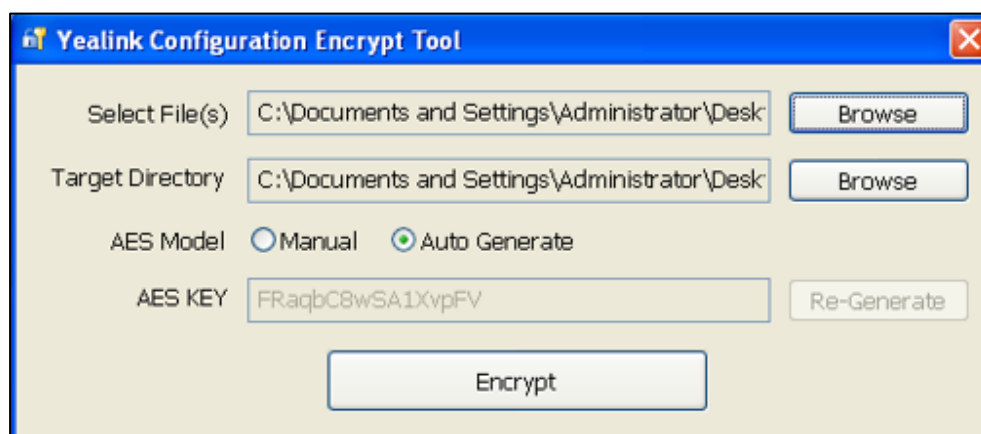 Yealink Configuration Encrypt Tool
Select File(s) C:\Documents and Settings\Administrator\Desk Browse
Target Directory C:\Documents and Settings\Administrator\Desk Browse
AES Model Manual Auto Generate
AES KEY FRaqbC8wSA1XvpFV Re-Generate
Encrypt